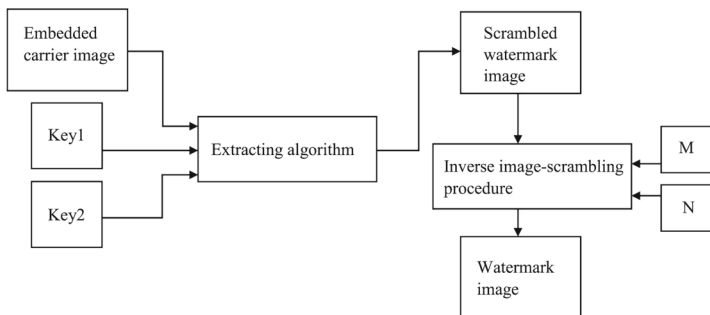 Embedded
carrier image
Key1
Key2
Extracting algorithm
Scrambled
watermark
image
Inverse image-scrambling
procedure
M
N
Watermark
image